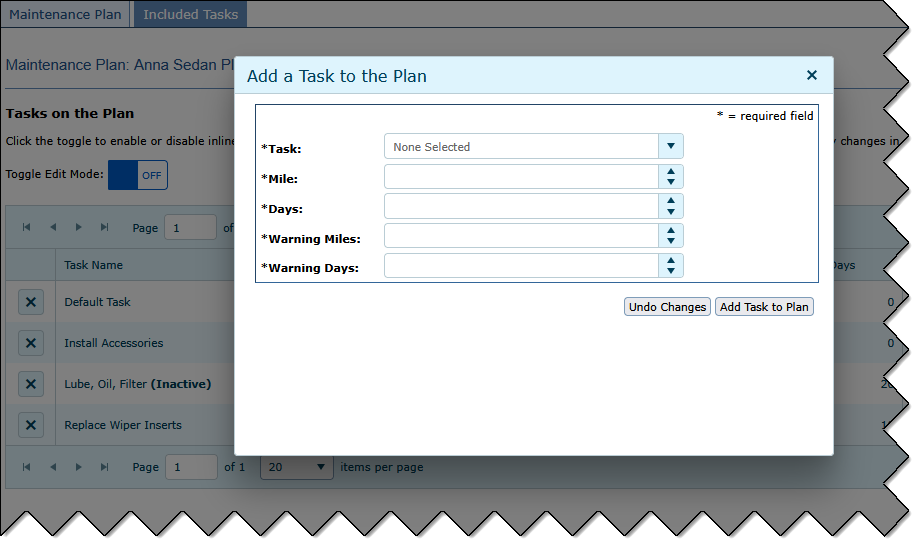 Maintenance Plan Included Tasks
Maintenance Plan: Anna Sedan Pl
Add a Task to the Plan
Tasks on the Plan
* = required field
Click the toggle to enable or disable inline
changes in
*Task: None Selected
Toggle Edit Mode: OFF
*Mile:
*Days:
Page 1 of
*Warning Miles:
Task Name
Days
*Warning Days:
Default Task 0
Undo Changes Add Task to Plan
Install Accessories 0
Lube, Oil, Filter (Inactive)
Replace Wiper Inserts
Page 1 of 1 20 items per page